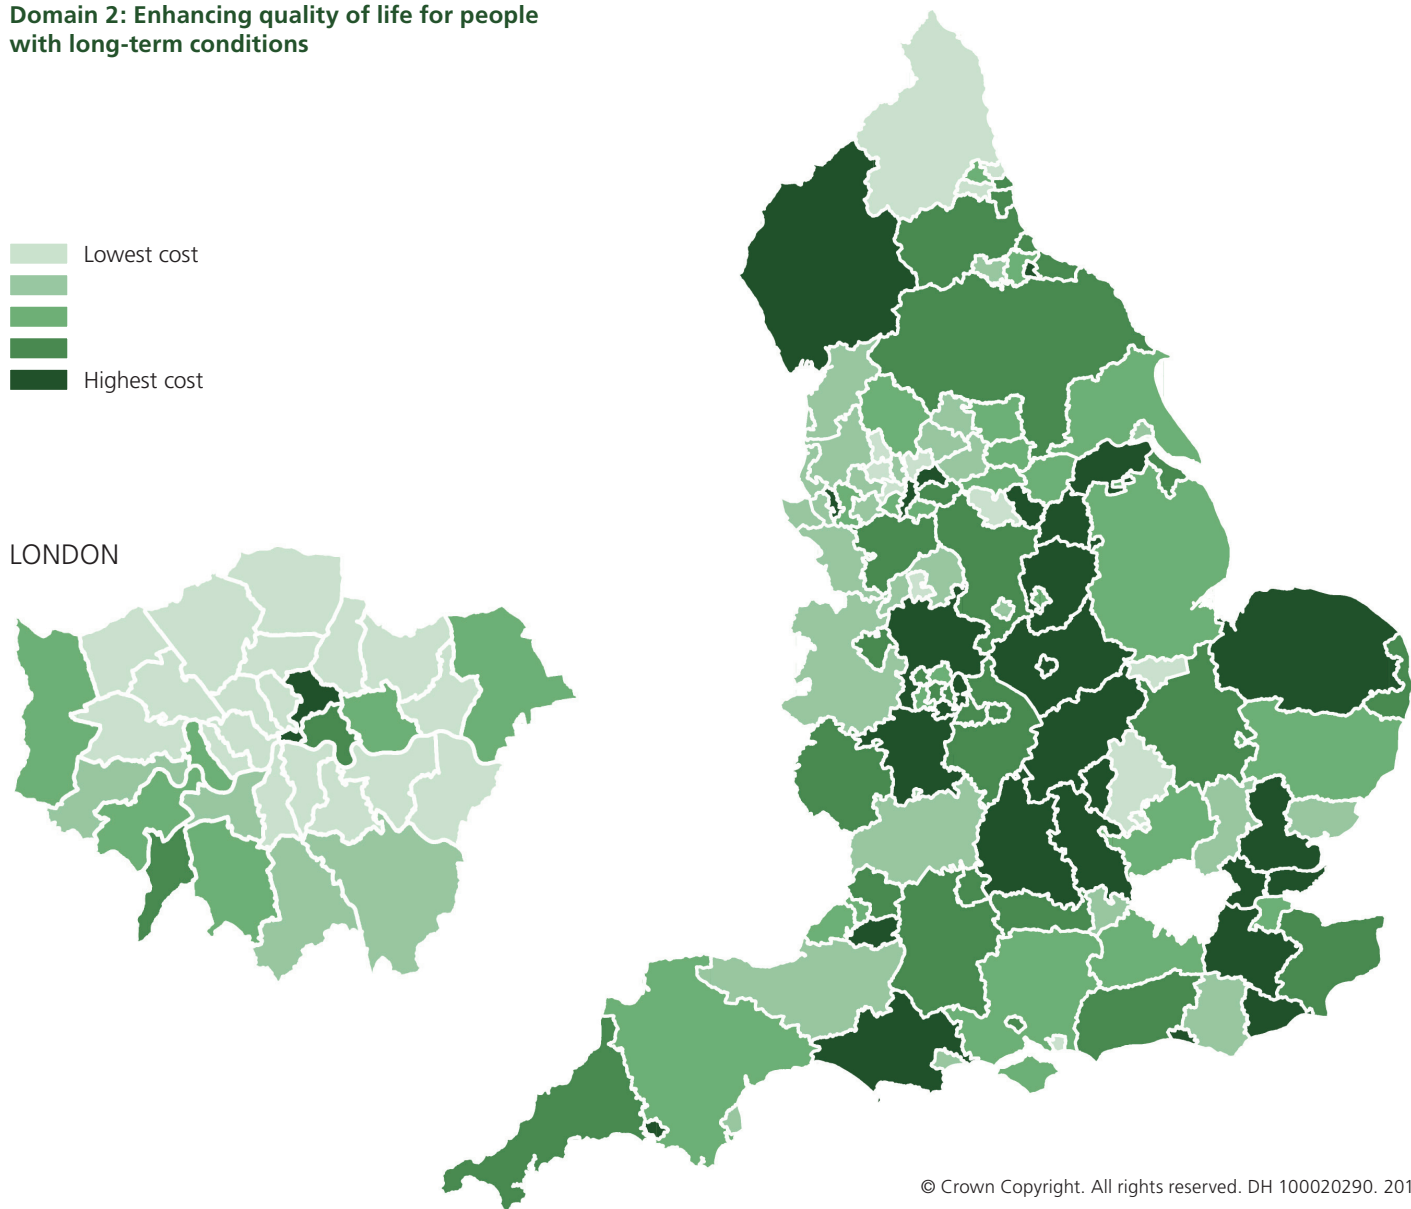 Domain 2: Enhancing quality of life for people
with long-term conditions
Lowest cost
Highest cost
LONDON
© Crown Copyright. All rights reserved. DH 100020290. 201